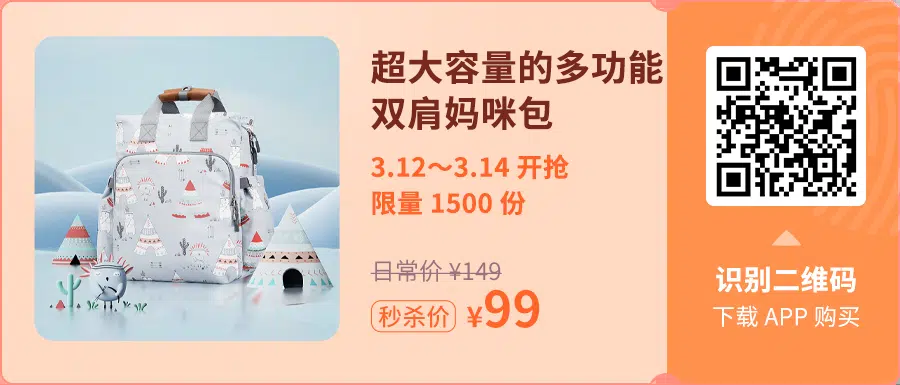 超大容量的多功能
双肩妈咪包
3.12～3.14 开抢
限量 1500 份
日常价 ¥149
秒杀价 ¥99
识别二维码
下载 APP 购买